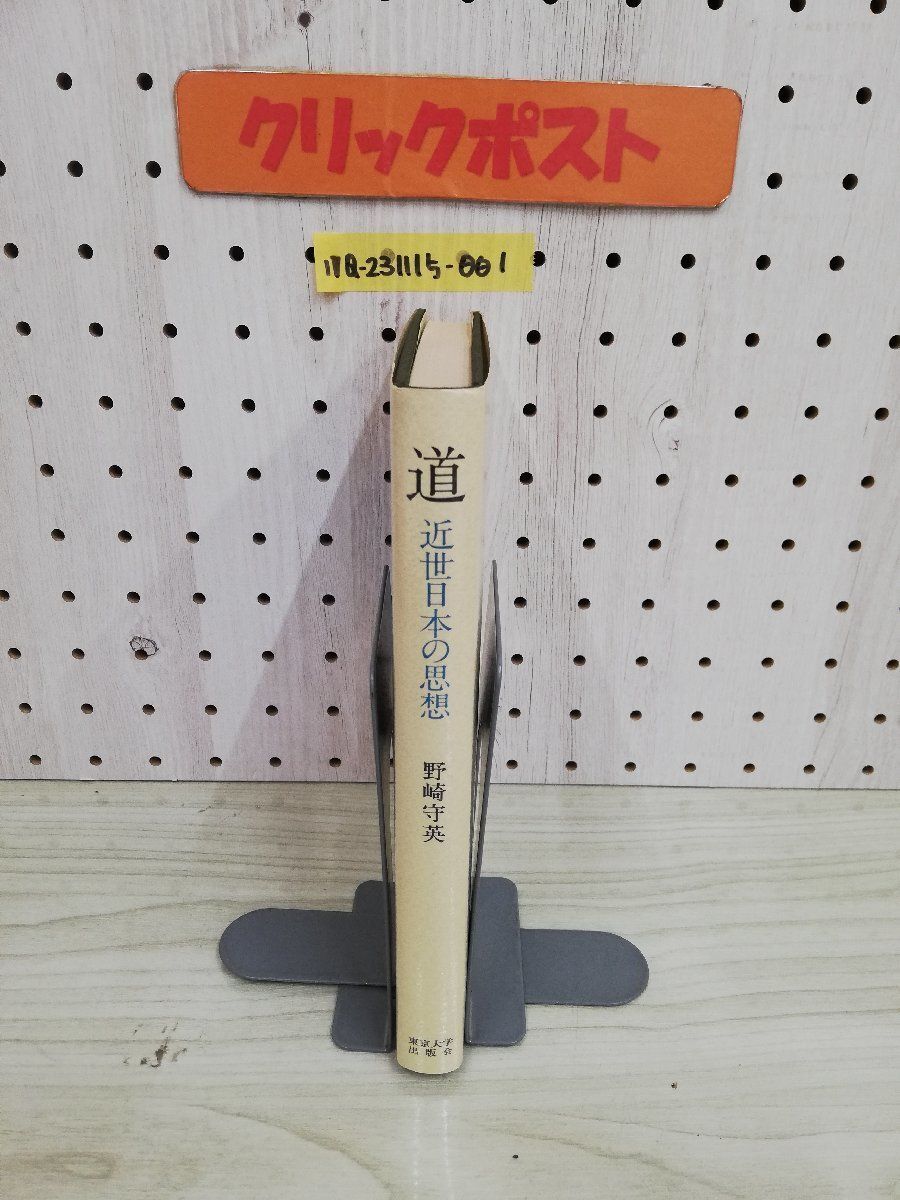 クリックポスト
17Q-231115-001
道
近世日本の思想
野崎守英
東京大学
出版会